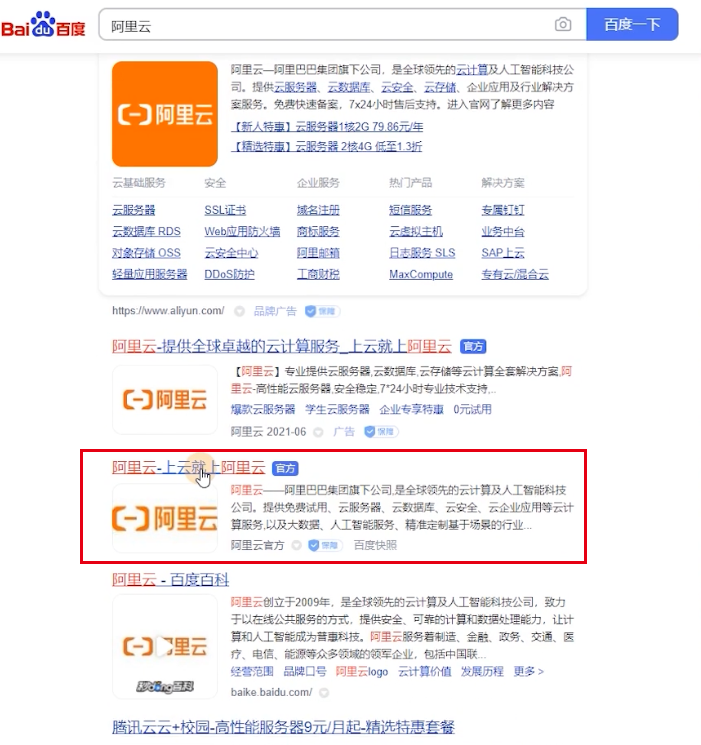 Bai du 百度
阿里云
百度一下
阿里云—阿里巴巴集团旗下公司，是全球领先的云计算及人工智能科技公
司。提供云服务器、云数据库、云安全、云存储、企业应用及行业解决方
案服务。免费快速备案，7x24小时售后支持。进入官网了解更多内容
【新人特惠】云服务器1核2G 79.86元/年
【精选特惠】云服务器 2核4G 低至1.3折
阿里云
云基础服务 安全 企业服务 热门产品 解决方案
云服务器 SSL证书 域名注册 短信服务 专属钉钉
云数据库 RDS Web应用防火墙 商标服务 云虚拟主机 业务中台
对象存储 OSS 云安全中心 阿里邮箱 日志服务 SLS SAP上云
轻量应用服务器 DDoS防护 工商财税 MaxCompute 专有云/混合云
https://www.aliyun.com/ 品牌广告 保障
阿里云-提供全球卓越的云计算服务_上云就上阿里云 官方
阿里云
【阿里云】专业提供云服务器,云数据库,云存储等云计算全套解决方案,阿
里云-高性能云服务器,安全稳定,7*24小时专业技术支持,...
爆款云服务器 学生云服务器 企业专享特惠 0元试用
阿里云 2021-06 广告 保障
阿里云-上云就上阿里云 官方
阿里云
阿里云——阿里巴巴集团旗下公司,是全球领先的云计算及人工智能科技
公司。提供免费试用、云服务器、云数据库、云安全、云企业应用等云计
算服务,以及大数据、人工智能服务、精准定制基于场景的行业...
阿里云官方 保障 百度快照
阿里云 - 百度百科
阿里云
秒懂百科
阿里云创立于2009年，是全球领先的云计算及人工智能科技公司，致力
于以在线公共服务的方式，提供安全、可靠的计算和数据处理能力，让计
算和人工智能成为普惠科技。阿里云服务着制造、金融、政务、交通、医
疗、电信、能源等众多领域的领军企业，包括中国联...
经营范围 品牌口号 阿里云logo 云计算价值 发展历程 更多 >
baike.baidu.com/
腾讯云云+校园-高性能服务器9元/月起-精选特惠套餐